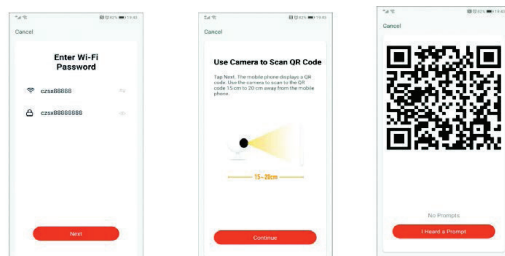 Cancel
Enter Wi-Fi
Password
czsx88888
czsx88888888
Next
Cancel
Use Camera to Scan QR Code
Tap Next. The mobile phone displays a QR
code. Use the camera to scan to the QR
code 15 cm to 20 cm away from the mobile
phone.
15-20cm
Continue
Cancel
No Prompts
I Heard a Prompt